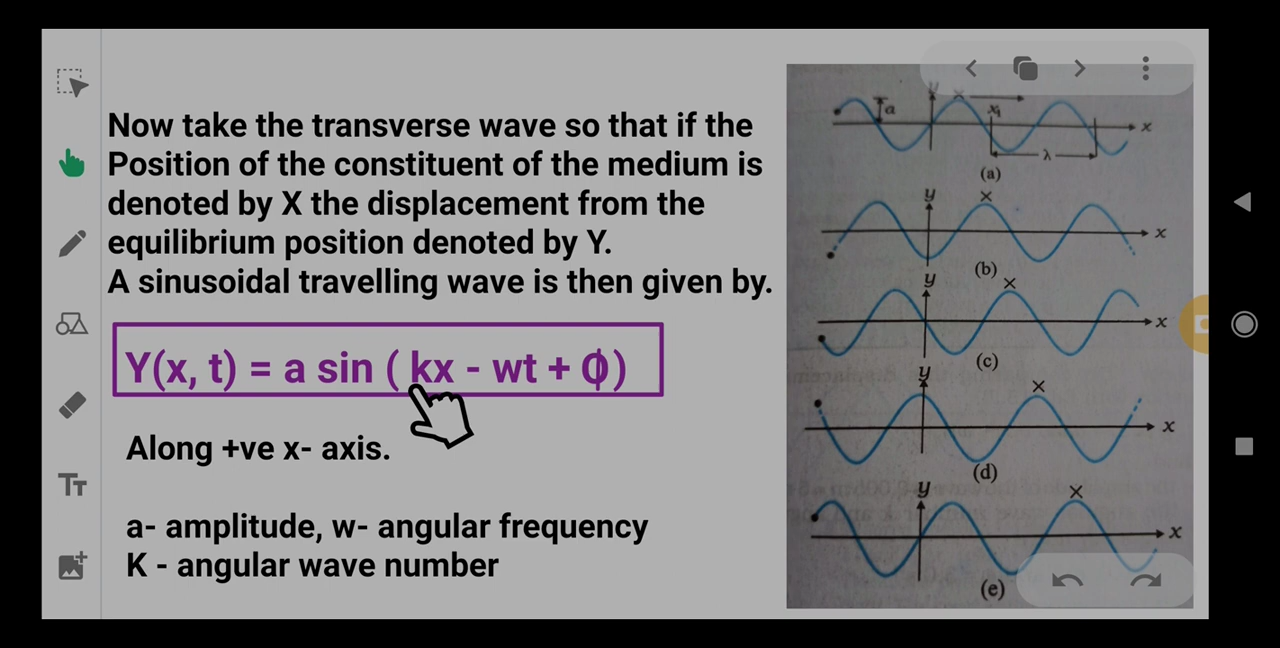 Now take the transverse wave so that if the
Position of the constituent of the medium is
denoted by X the displacement from the
equilibrium position denoted by Y.
A sinusoidal travelling wave is then given by.
Y(x, t) = a sin ( kx - wt + Φ)
Along +ve x- axis.
a- amplitude, w- angular frequency
K - angular wave number
Tт
y
×
a
x₁
x
λ
(a)
y
×
x
(b)
y
×
x
(c)
y
×
x
(d)
y
×
x
(e)